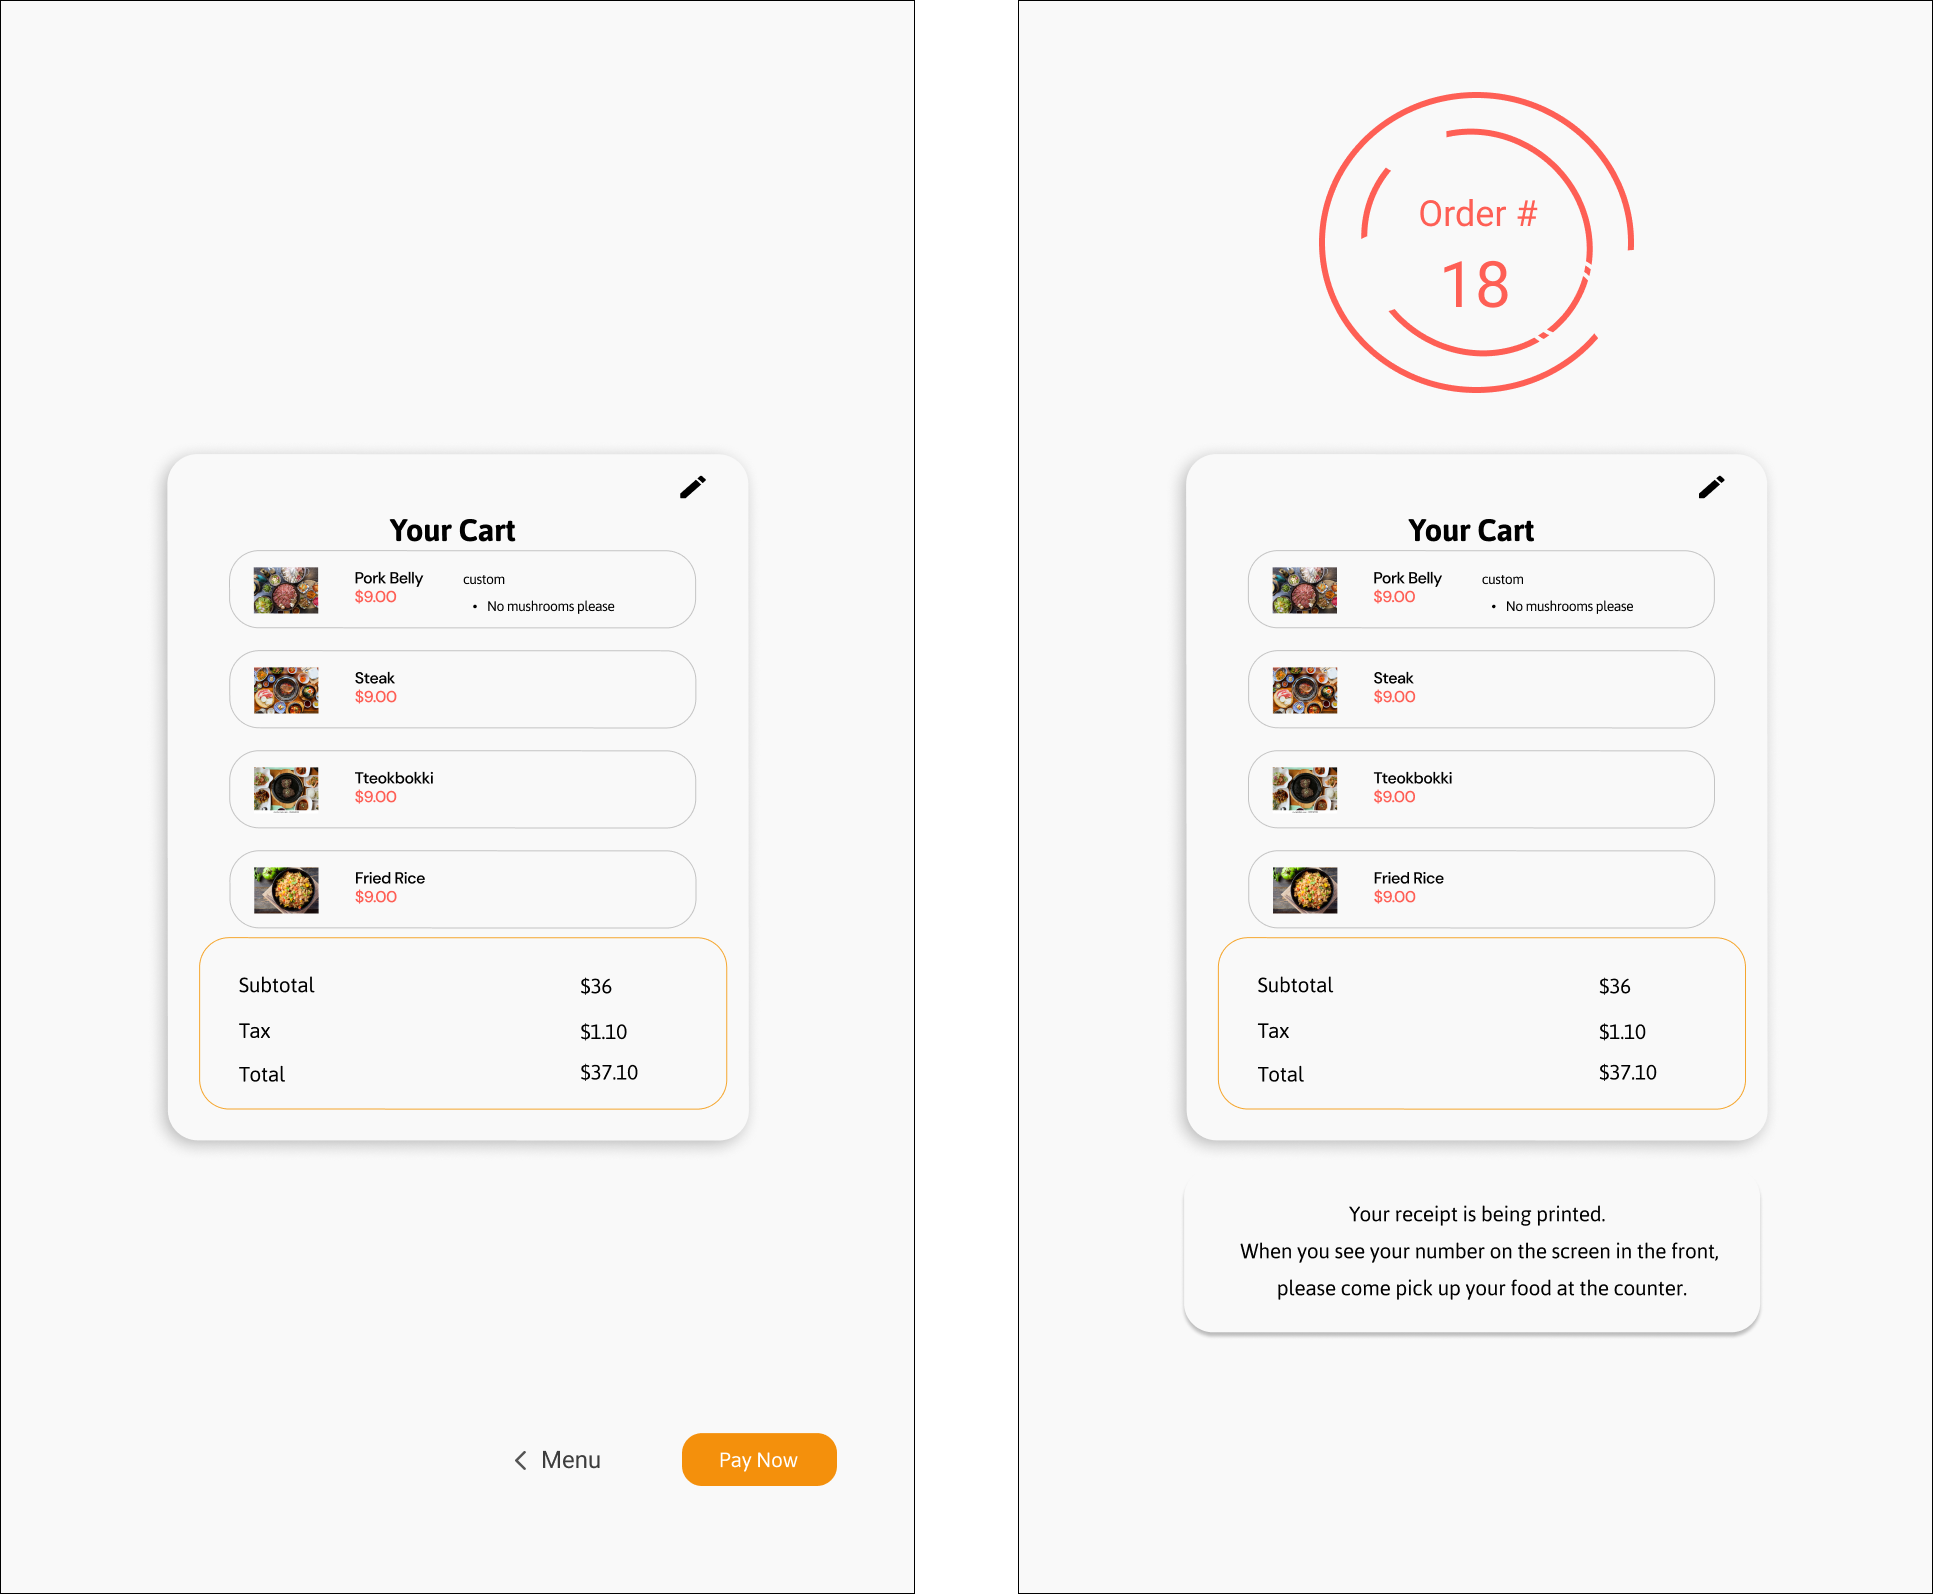 Your Cart
Pork Belly
$9.00
custom
• No mushrooms please
Steak
$9.00
Tteokbokki
$9.00
Fried Rice
$9.00
Subtotal $36
Tax $1.10
Total $37.10
< Menu
Pay Now
Order #
18
Your Cart
Pork Belly
$9.00
custom
• No mushrooms please
Steak
$9.00
Tteokbokki
$9.00
Fried Rice
$9.00
Subtotal $36
Tax $1.10
Total $37.10
Your receipt is being printed.
When you see your number on the screen in the front,
please come pick up your food at the counter.